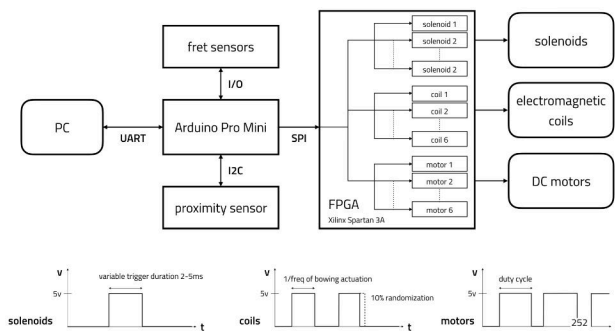 fret sensors
I/O
PC
UART
Arduino Pro Mini
SPI
I2C
proximity sensor
solenoid 1
solenoid 2
solenoid 2
coil 1
coil 2
coil 6
motor 1
motor 2
motor 6
FPGA
Xilinx Spartan 3A
solenoids
electromagnetic
coils
DC motors
v
variable trigger duration 2-5ms
5v
solenoids
t
v
1/freq of bowing actuation
5v
10% randomization
coils
t
v
duty cycle
5v
252
motors
t